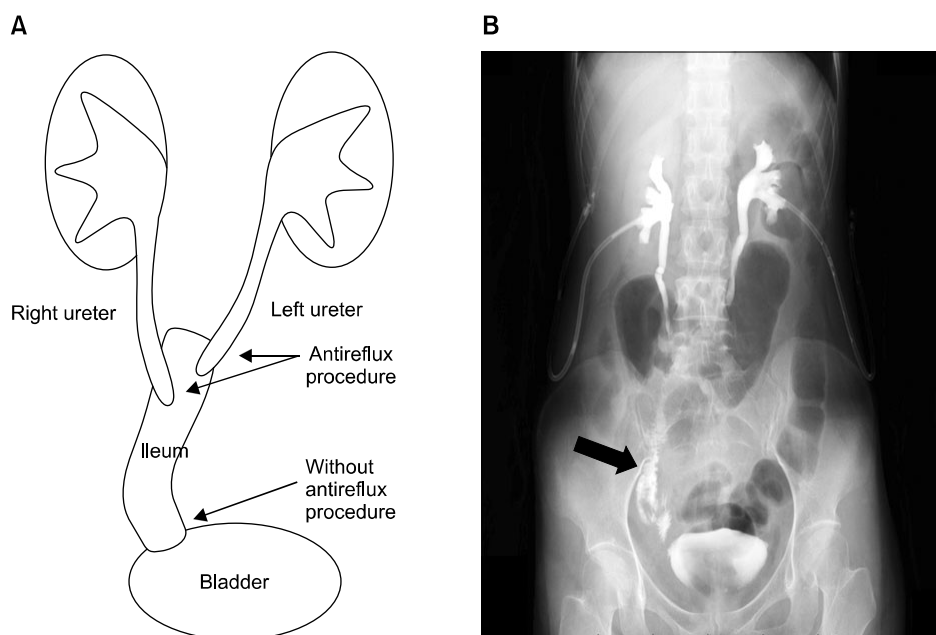 A
B
Right ureter
Left ureter
Antireflux
procedure
Ileum
Without
antireflux
procedure
Bladder